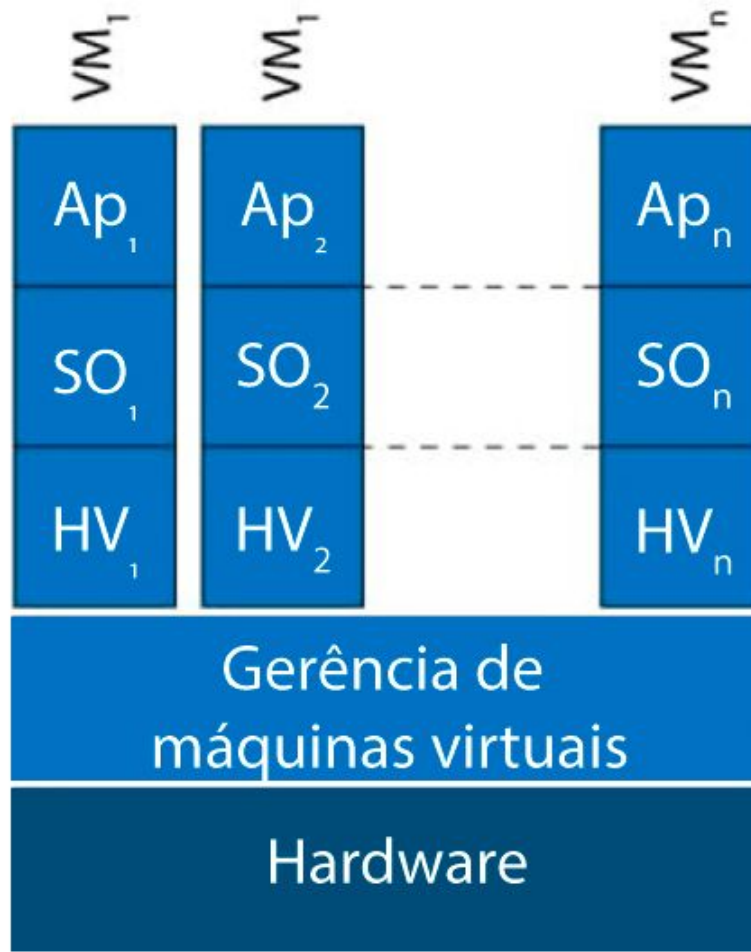 VM₁ VM₁ VMₙ
Ap₁ Ap₂ Apₙ
SO₁ SO₂ SOₙ
HV₁ HV₂ HVₙ
Gerência de
máquinas virtuais
Hardware